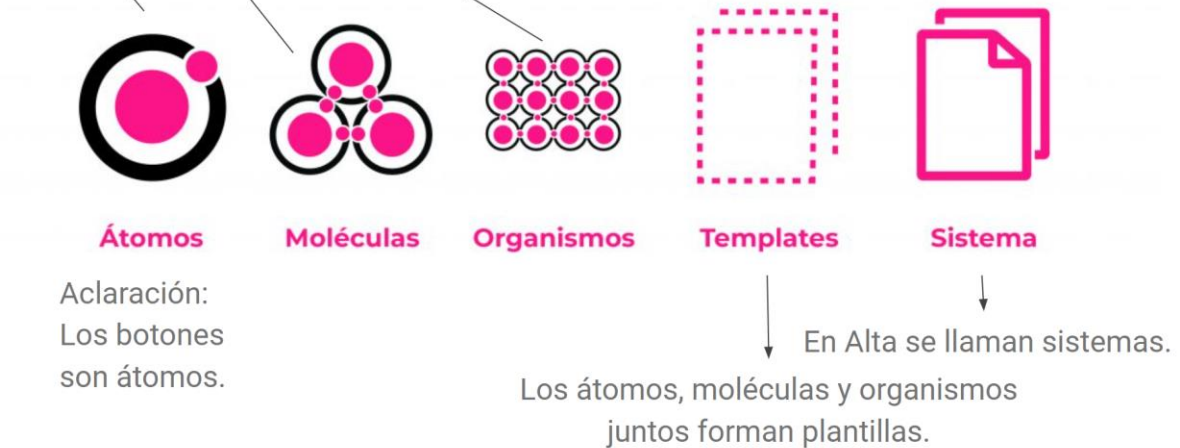 Átomos
Moléculas
Organismos
Templates
Sistema
Aclaración:
Los botones
son átomos.
En Alta se llaman sistemas.
Los átomos, moléculas y organismos
juntos forman plantillas.